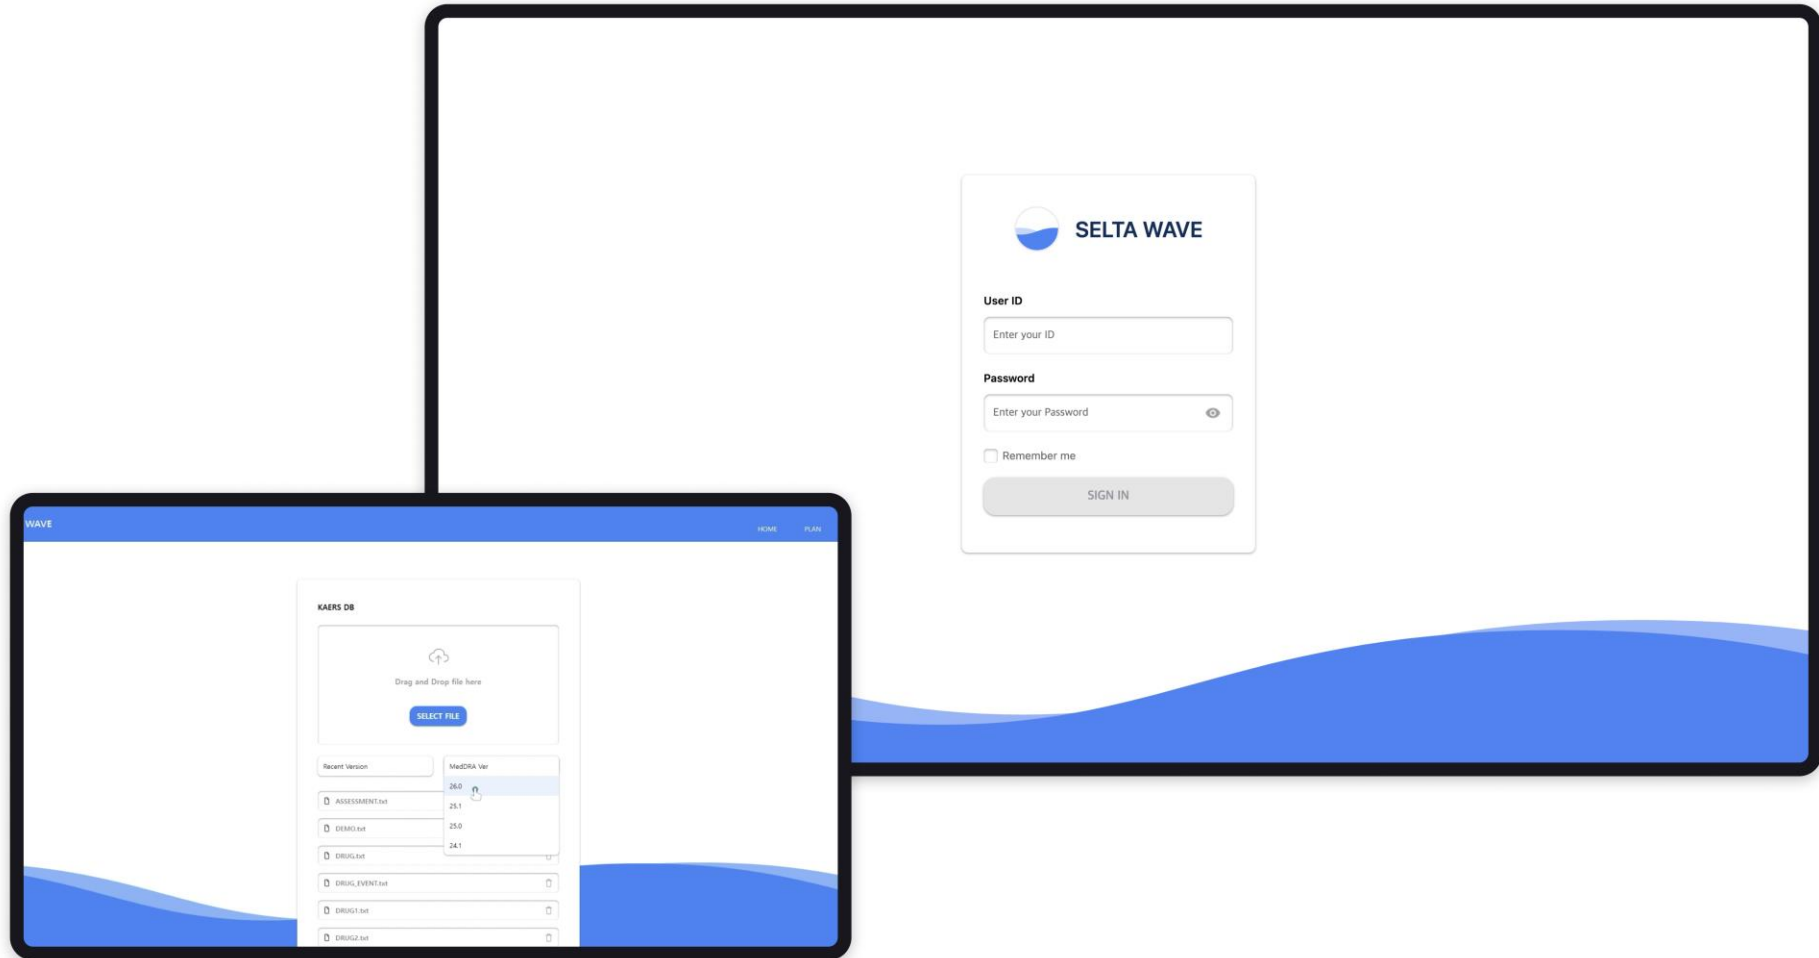 SELTA WAVE
User ID
Enter your ID
Password
Enter your Password
Remember me
SIGN IN
WAVE
HOME PLAN
KAERS DB
Drag and Drop file here
SELECT FILE
Recent Version
MedDRA Ver
26.0
25.1
25.0
24.1
ASSESSMENT.txt
DEMO.txt
DRUG.txt
DRUG_EVENT.txt
DRUG1.txt
DRUG2.txt